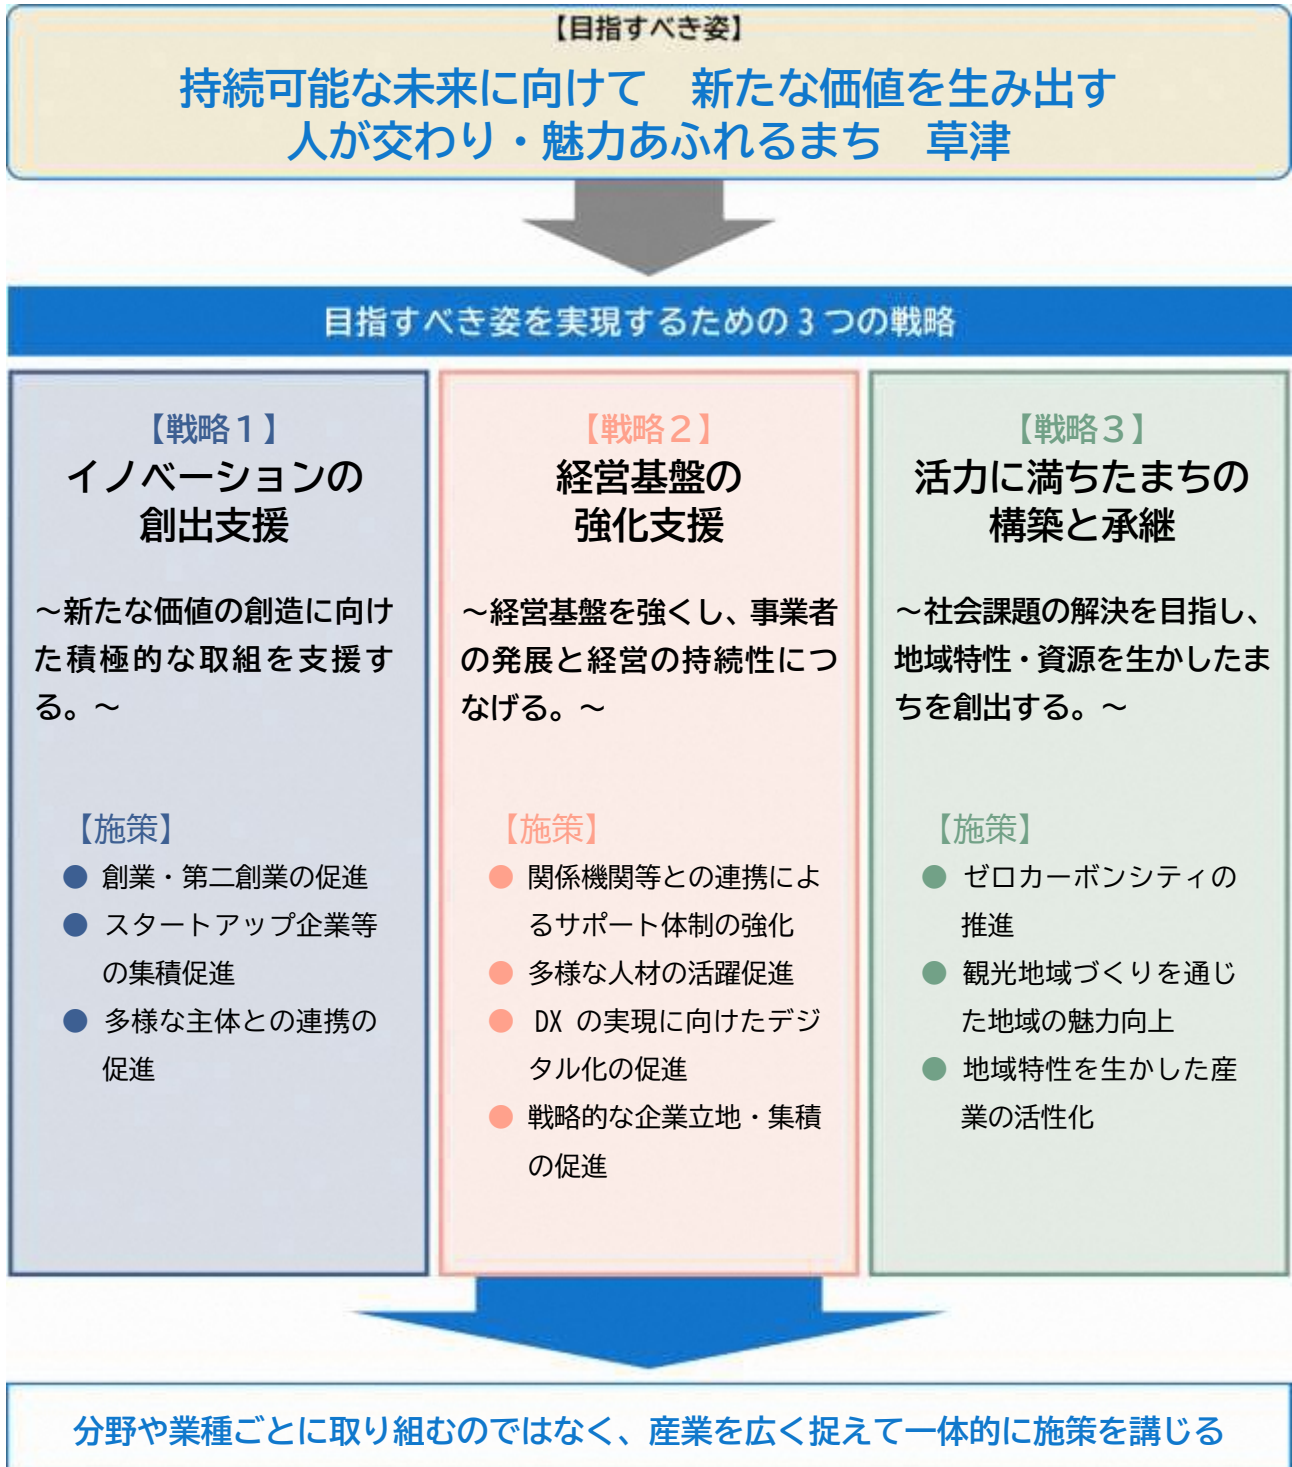 【目指すべき姿】
持続可能な未来に向けて　新たな価値を生み出す
人が交わり・魅力あふれるまち　草津
目指すべき姿を実現するための3つの戦略
【戦略１】
イノベーションの
創出支援
～新たな価値の創造に向け
た積極的な取組を支援す
る。～
【施策】
● 創業・第二創業の促進
● スタートアップ企業等
の集積促進
● 多様な主体との連携の
促進
【戦略２】
経営基盤の
強化支援
～経営基盤を強くし、事業者
の発展と経営の持続性につ
なげる。～
【施策】
● 関係機関等との連携によ
るサポート体制の強化
● 多様な人材の活躍促進
● DX の実現に向けたデジ
タル化の促進
● 戦略的な企業立地・集積
の促進
【戦略３】
活力に満ちたまちの
構築と承継
～社会課題の解決を目指し、
地域特性・資源を生かしたま
ちを創出する。～
【施策】
● ゼロカーボンシティの
推進
● 観光地域づくりを通じ
た地域の魅力向上
● 地域特性を生かした産
業の活性化
分野や業種ごとに取り組むのではなく、産業を広く捉えて一体的に施策を講じる